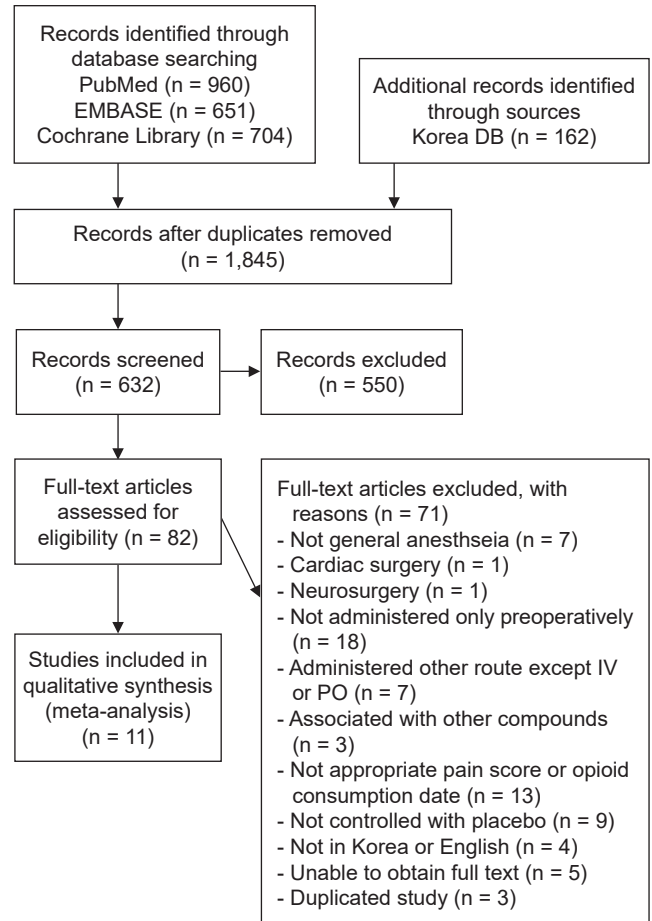 Records identified through
database searching
PubMed (n = 960)
EMBASE (n = 651)
Cochrane Library (n = 704)
Additional records identified
through sources
Korea DB (n = 162)
Records after duplicates removed
(n = 1,845)
Records screened
(n = 632)
Records excluded
(n = 550)
Full-text articles
assessed for
eligibility (n = 82)
Full-text articles excluded, with
reasons (n = 71)
- Not general anesthseia (n = 7)
- Cardiac surgery (n = 1)
- Neurosurgery (n = 1)
- Not administered only preoperatively
(n = 18)
- Administered other route except IV
or PO (n = 7)
- Associated with other compounds
(n = 3)
- Not appropriate pain score or opioid
consumption date (n = 13)
- Not controlled with placebo (n = 9)
- Not in Korea or English (n = 4)
- Unable to obtain full text (n = 5)
- Duplicated study (n = 3)
Studies included in
qualitative synthesis
(meta-analysis)
(n = 11)